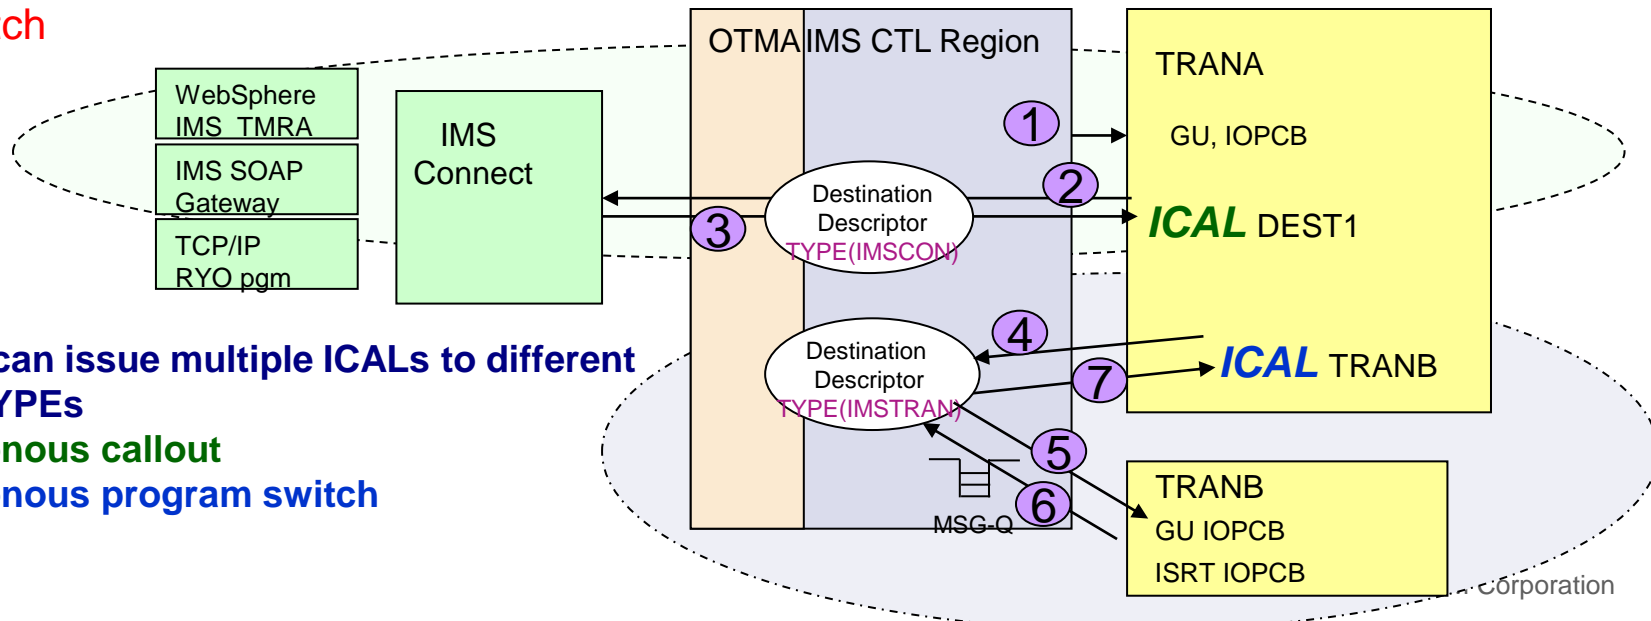 OTMA
IMS CTL Region
WebSphere
IMS TMRA
IMS SOAP
Gateway
TCP/IP
RYO pgm
IMS
Connect
1
2
3
Destination
Descriptor
TYPE(IMSCON)
TRANA
GU, IOPCB
ICAL DEST1
can issue multiple ICALs to different
YPEs
nous callout
nous program switch
Destination
Descriptor
TYPE(IMSTRAN)
4
7
5
6
MSG-Q
ICAL TRANB
TRANB
GU IOPCB
ISRT IOPCB
Corporation